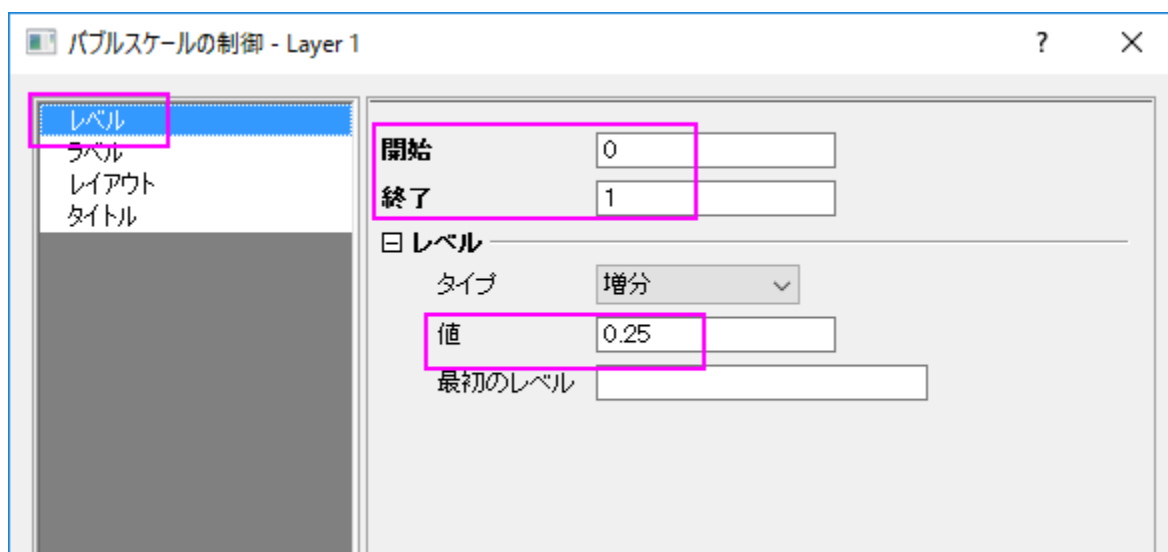 バブルスケールの制御 - Layer 1
?
レベル
ラベル
レイアウト
タイトル
開始 0
終了 1
レベル
タイプ 増分
値 0.25
最初のレベル